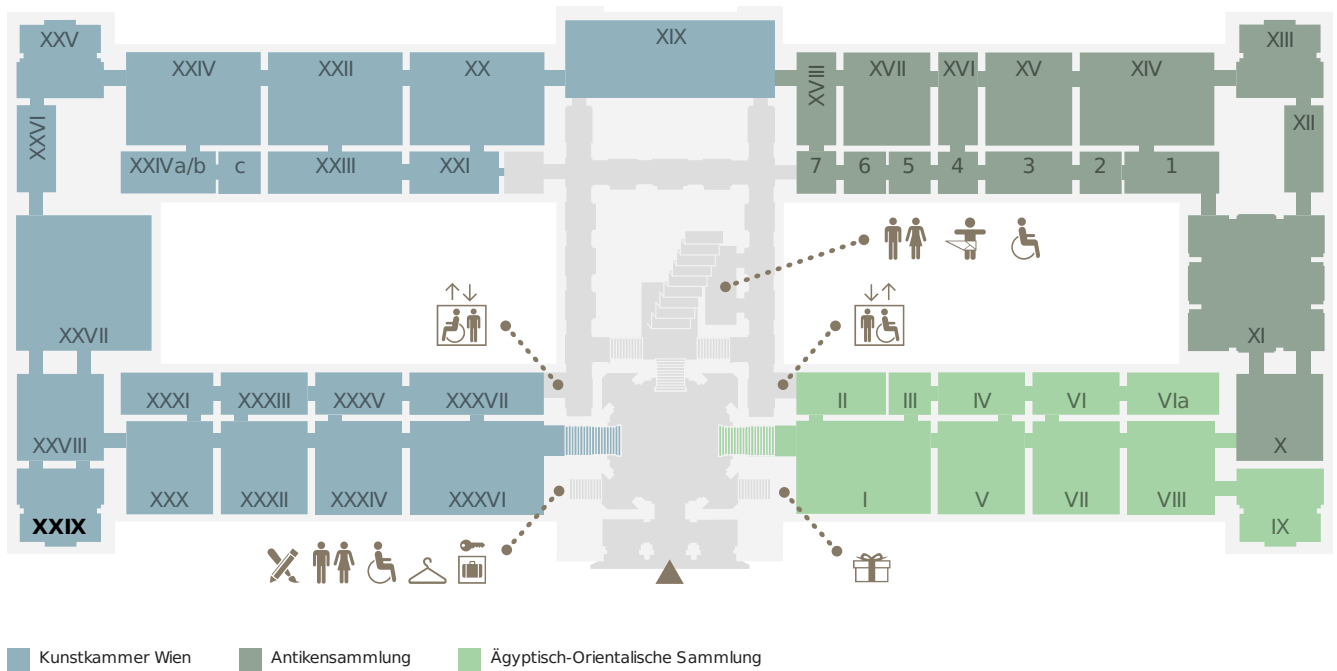 XXV
XIX
XIII
XXIV
XXII
XX
XVIII
XVII
XVI
XV
XIV
XXVI
XII
XXIVa/b
c
XXIII
XXI
7
6
5
4
3
2
1
XXVII
XI
XXXI
XXXIII
XXXV
XXXVII
II
III
IV
VI
VIa
XXVIII
X
XXX
XXXII
XXXIV
XXXVI
I
V
VII
VIII
XXIX
IX
Kunstkammer Wien
Antikensammlung
Ägyptisch-Orientalische Sammlung